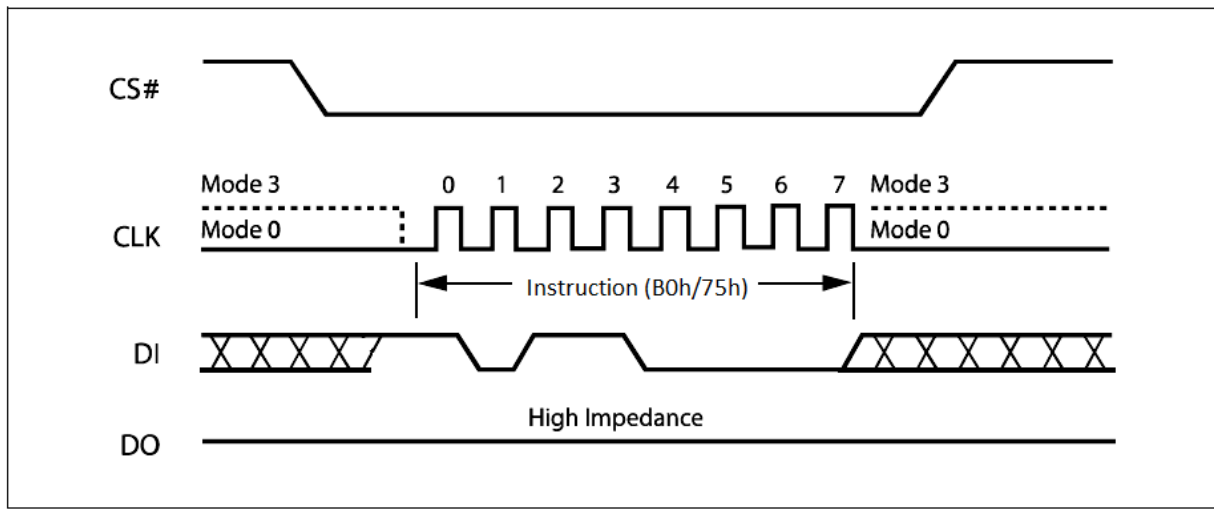 CS#
Mode 3 0 1 2 3 4 5 6 7 Mode 3
CLK Mode 0 Mode 0
Instruction (B0h/75h)
DI
High Impedance
DO